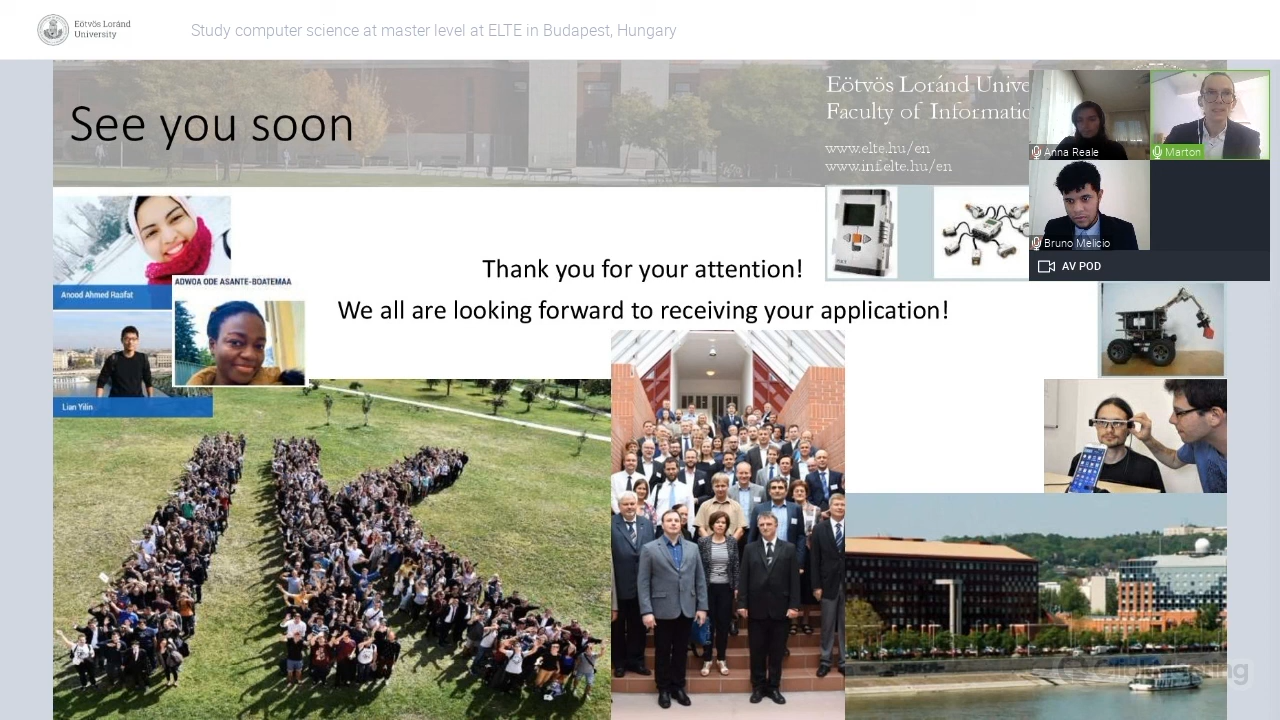 Eötvös Loránd
University
Study computer science at master level at ELTE in Budapest, Hungary
See you soon
Eötvös Loránd Unive
Faculty of Informatic
www.elte.hu/en
www.inf.elte.hu/en
Anna Reale
Marton
Bruno Melicio
AV POD
Thank you for your attention!
We all are looking forward to receiving your application!
Anood Ahmed Raafat
ADWOA ODE ASANTE-BOATEMAA
Lian Yilin
IK